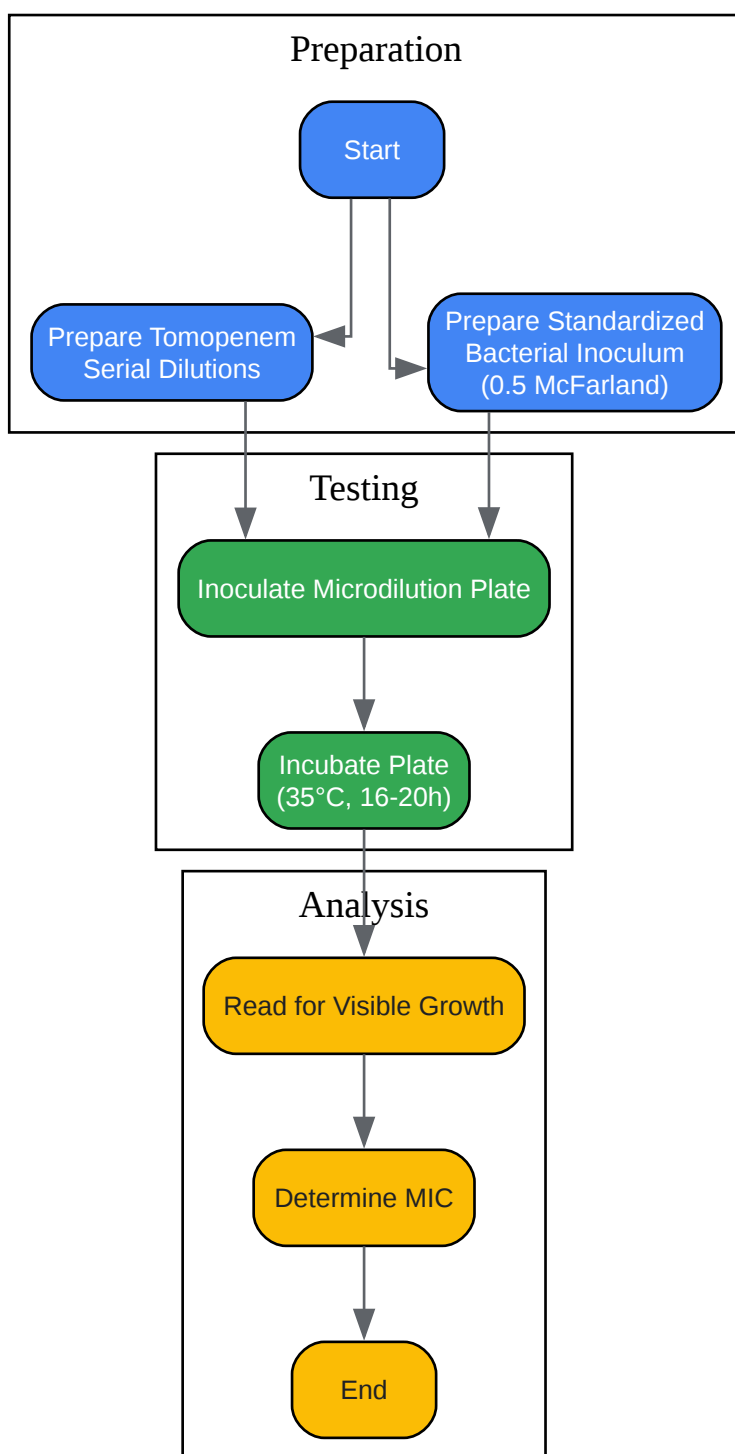 Preparation
Start
Prepare Tomopenem
Serial Dilutions
Prepare Standardized
Bacterial Inoculum
(0.5 McFarland)
Testing
Inoculate Microdilution Plate
Incubate Plate
(35°C, 16-20h)
Analysis
Read for Visible Growth
Determine MIC
End